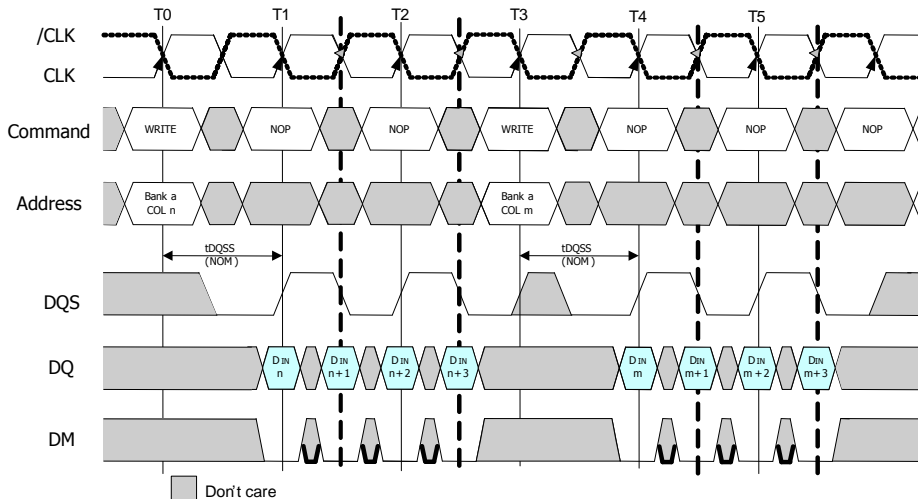 T0 T1 T2 T3 T4 T5
/CLK
CLK
Command WRITE NOP NOP WRITE NOP NOP NOP
Address Bank a COL n Bank a COL m
tDQSS (NOM) tDQSS (NOM)
DQS
DQ DIN n DIN n+1 DIN n+2 DIN n+3 DIN m DIN m+1 DIN m+2 DIN m+3
DM
Don't care